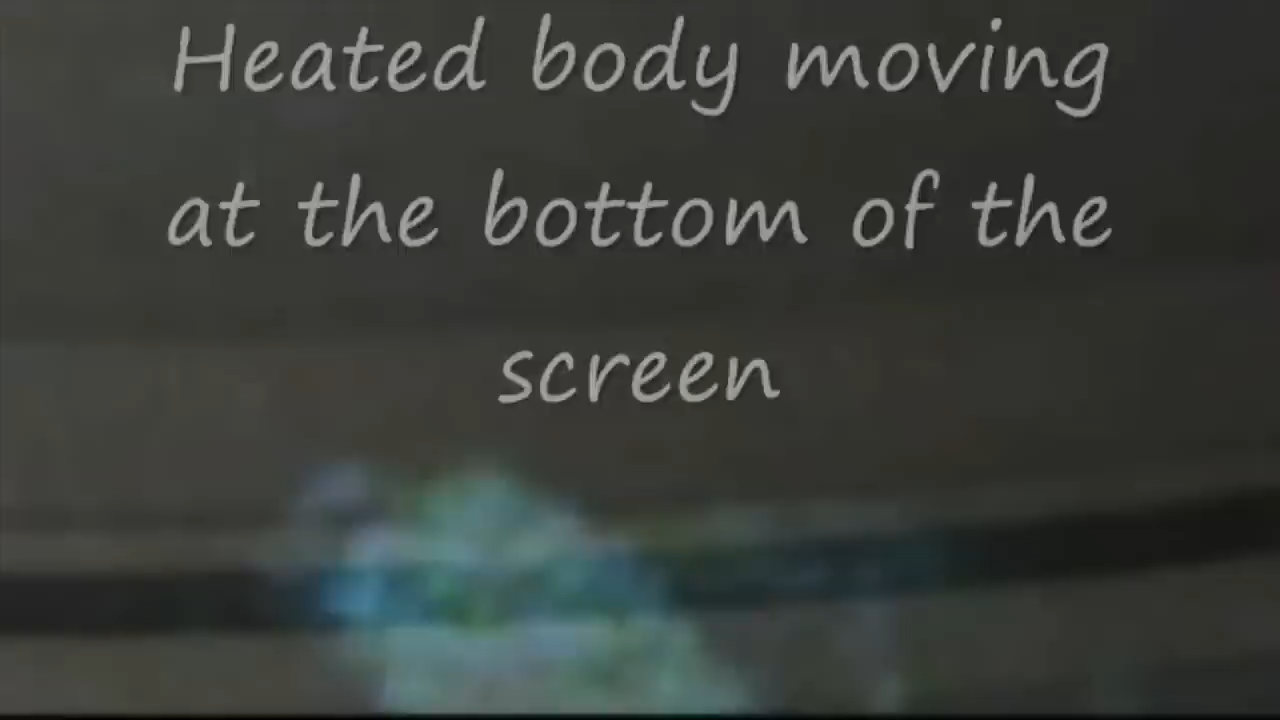 Heated body moving
at the bottom of the
screen